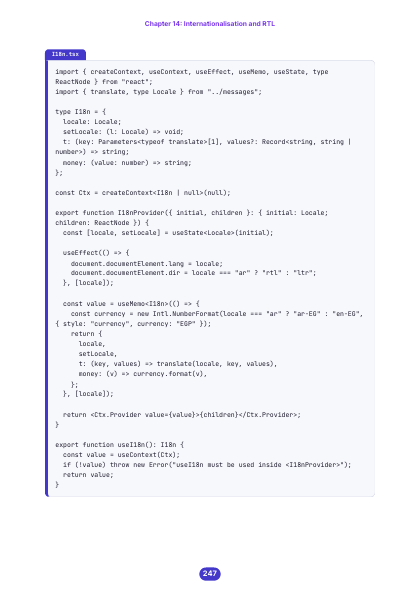 Chapter 14: Internationalisation and RTL
I18n.tsx
import { createContext, useContext, useEffect, useMemo, useState, type
ReactNode } from "react";
import { translate, type Locale } from "../messages";
type I18n = {
  locale: Locale;
  setLocale: (l: Locale) => void;
  t: (key: Parameters<typeof translate>[1], values?: Record<string, string |
number>) => string;
  money: (value: number) => string;
};
const Ctx = createContext<I18n | null>(null);
export function I18nProvider({ initial, children }: { initial: Locale;
children: ReactNode }) {
  const [locale, setLocale] = useState<Locale>(initial);
  useEffect(() => {
    document.documentElement.lang = locale;
    document.documentElement.dir = locale === "ar" ? "rtl" : "ltr";
  }, [locale]);
  const value = useMemo<I18n>(() => {
    const currency = new Intl.NumberFormat(locale === "ar" ? "ar-EG" : "en-EG",
{ style: "currency", currency: "EGP" });
    return {
      locale,
      setLocale,
      t: (key, values) => translate(locale, key, values),
      money: (v) => currency.format(v),
    };
  }, [locale]);
  return <Ctx.Provider value={value}>{children}</Ctx.Provider>;
}
export function useI18n(): I18n {
  const value = useContext(Ctx);
  if (!value) throw new Error("useI18n must be used inside <I18nProvider>");
  return value;
}
247